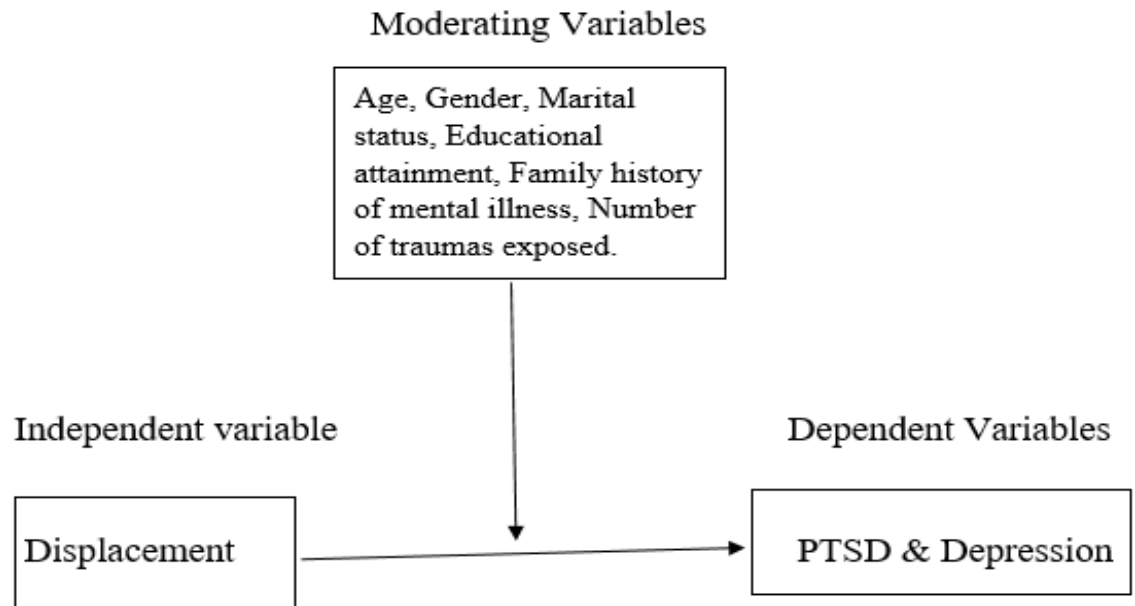 Moderating Variables
Age, Gender, Marital
status, Educational
attainment, Family history
of mental illness, Number
of traumas exposed.
Independent variable
Dependent Variables
Displacement
PTSD & Depression